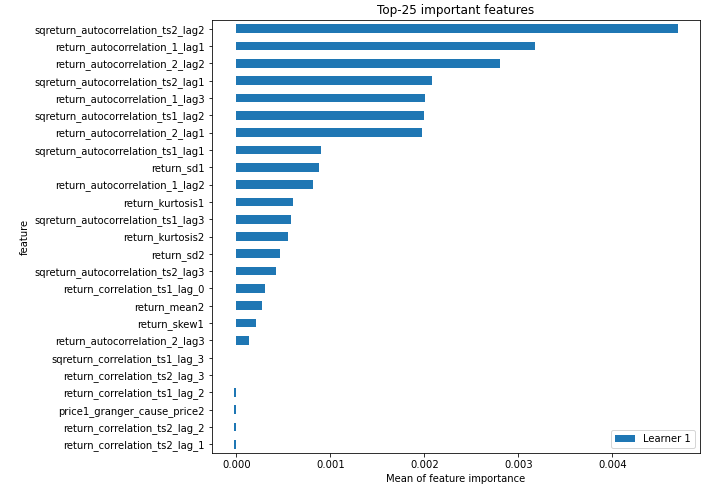 Top-25 important features
sqreturn_autocorrelation_ts2_lag2
return_autocorrelation_1_lag1
return_autocorrelation_2_lag2
sqreturn_autocorrelation_ts2_lag1
return_autocorrelation_1_lag3
sqreturn_autocorrelation_ts1_lag2
return_autocorrelation_2_lag1
sqreturn_autocorrelation_ts1_lag1
return_sd1
return_autocorrelation_1_lag2
return_kurtosis1
sqreturn_autocorrelation_ts1_lag3
return_kurtosis2
return_sd2
sqreturn_autocorrelation_ts2_lag3
return_correlation_ts1_lag_0
return_mean2
return_skew1
return_autocorrelation_2_lag3
sqreturn_correlation_ts1_lag_3
return_correlation_ts2_lag_3
return_correlation_ts1_lag_2
price1_granger_cause_price2
return_correlation_ts2_lag_2
return_correlation_ts2_lag_1
feature
Learner 1
0.000 0.001 0.002 0.003 0.004
Mean of feature importance